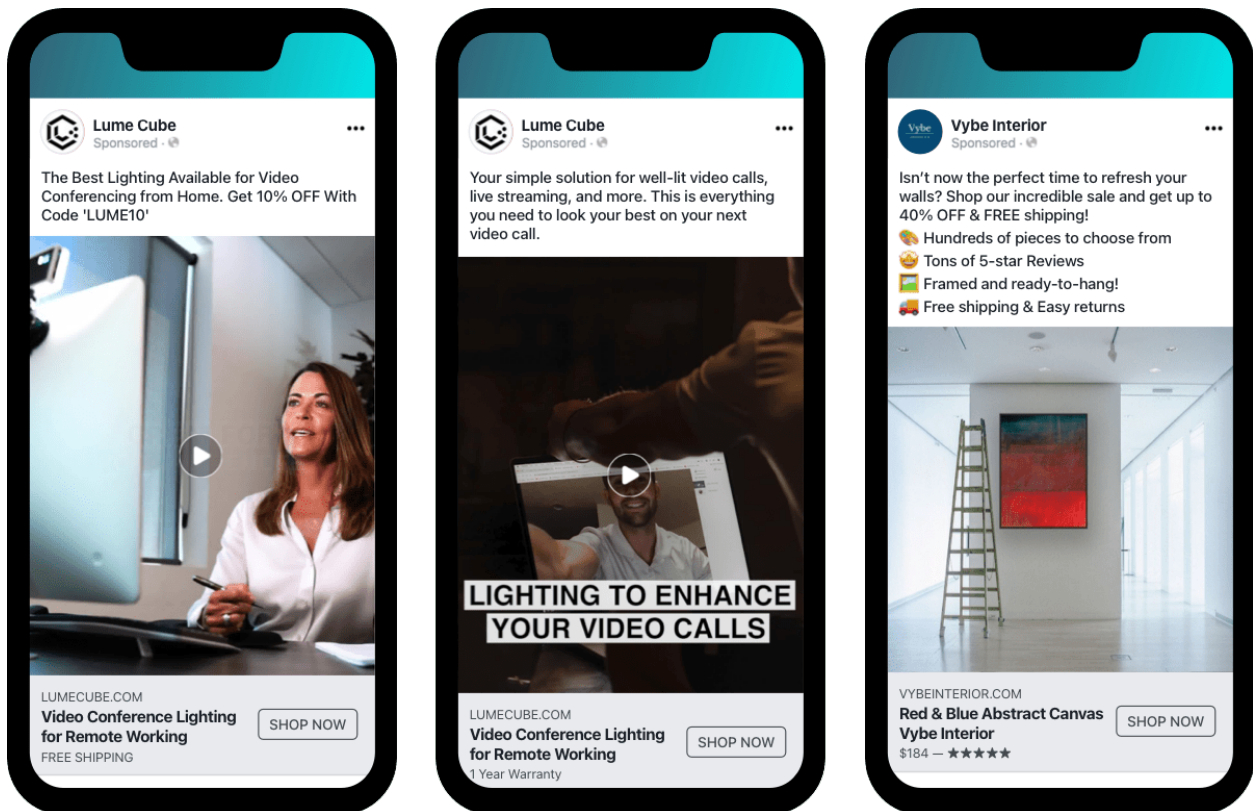 Lume Cube
Sponsored ·
The Best Lighting Available for Video
Conferencing from Home. Get 10% OFF With
Code 'LUME10'
LUMECUBE.COM
Video Conference Lighting
for Remote Working
FREE SHIPPING
SHOP NOW
Lume Cube
Sponsored ·
Your simple solution for well-lit video calls,
live streaming, and more. This is everything
you need to look your best on your next
video call.
LIGHTING TO ENHANCE
YOUR VIDEO CALLS
LUMECUBE.COM
Video Conference Lighting
for Remote Working
1 Year Warranty
SHOP NOW
Vybe
Vybe Interior
Sponsored ·
Isn’t now the perfect time to refresh your
walls? Shop our incredible sale and get up to
40% OFF & FREE shipping!
🎨 Hundreds of pieces to choose from
🤩 Tons of 5-star Reviews
🖼️ Framed and ready-to-hang!
🚚 Free shipping & Easy returns
VYBEINTERIOR.COM
Red & Blue Abstract Canvas
Vybe Interior
$184 — ★★★★★
SHOP NOW